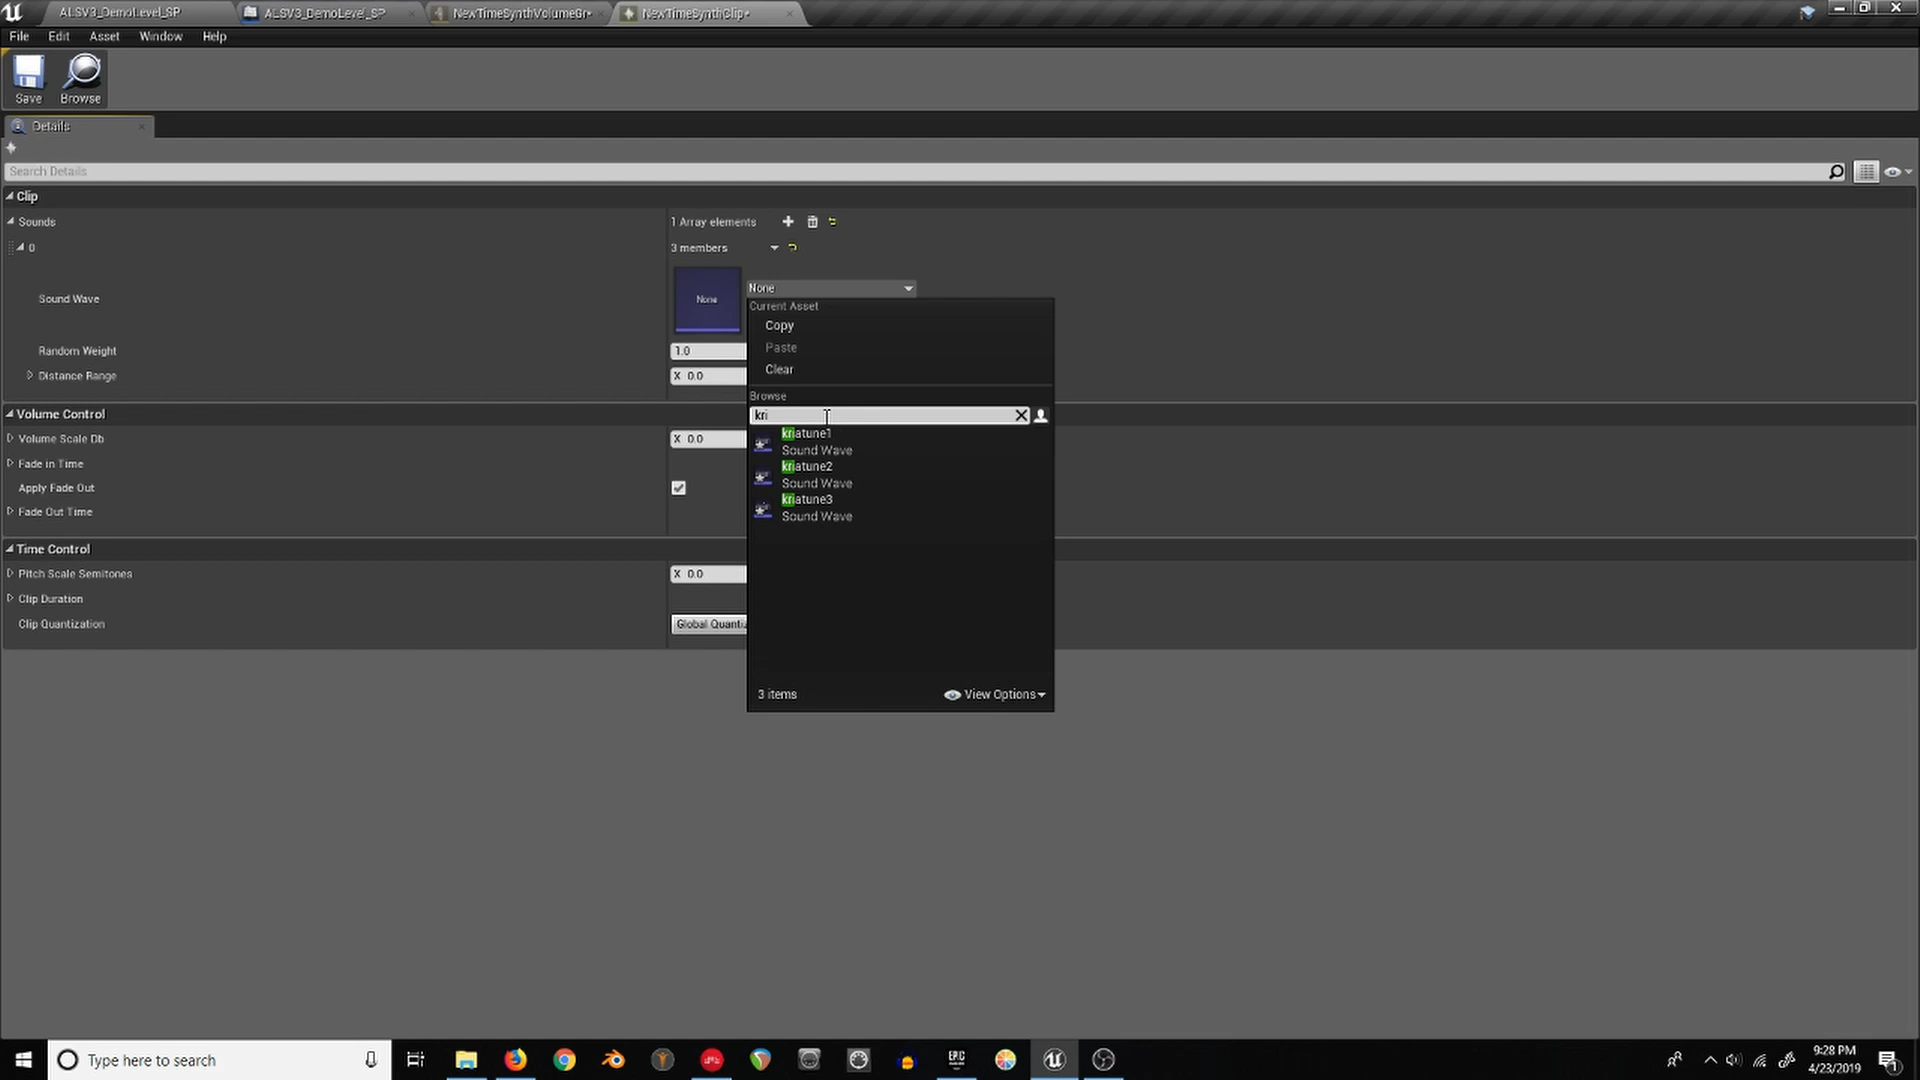 ALSV3_DemoLevel_SP
ALSV3_DemoLevel_SP
NewTimeSynthVolumeGr•
NewTimeSynthClip•
File Edit Asset Window Help
Save Browse
Details
Search Details
Clip
Sounds 1 Array elements
0 3 members
Sound Wave None None
Current Asset
Copy
Paste
Clear
Random Weight 1.0
Distance Range X 0.0
Browse
kri
kriatune1
Sound Wave
kriatune2
Sound Wave
kriatune3
Sound Wave
3 items View Options
Volume Control
Volume Scale Db X 0.0
Fade in Time
Apply Fade Out
Fade Out Time
Time Control
Pitch Scale Semitones X 0.0
Clip Duration
Clip Quantization Global Quantiz
Type here to search
EPIC
9:28 PM
4/23/2019
1